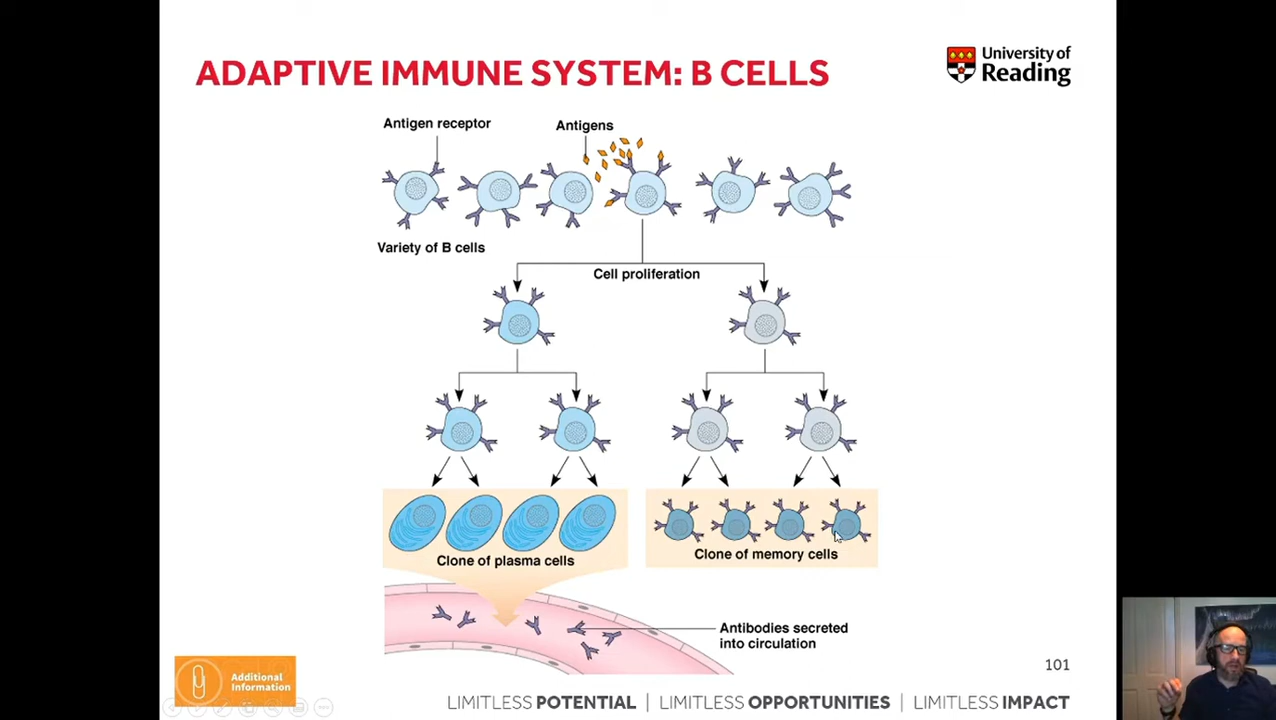 ADAPTIVE IMMUNE SYSTEM: B CELLS
University of
Reading
Antigen receptor
Antigens
Variety of B cells
Cell proliferation
Clone of plasma cells
Clone of memory cells
Antibodies secreted
into circulation
Additional
Information
101
LIMITLESS POTENTIAL | LIMITLESS OPPORTUNITIES | LIMITLESS IMPACT